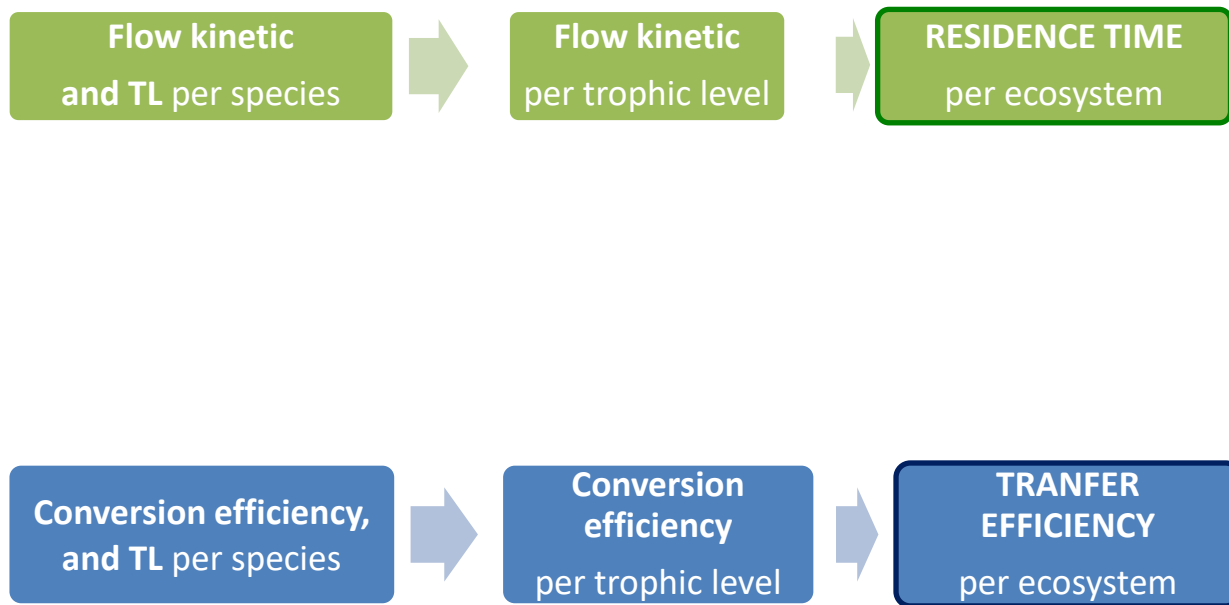 Flow kinetic
and TL per species
Flow kinetic
per trophic level
RESIDENCE TIME
per ecosystem
Conversion efficiency,
and TL per species
Conversion
efficiency
per trophic level
TRANFER
EFFICIENCY
per ecosystem